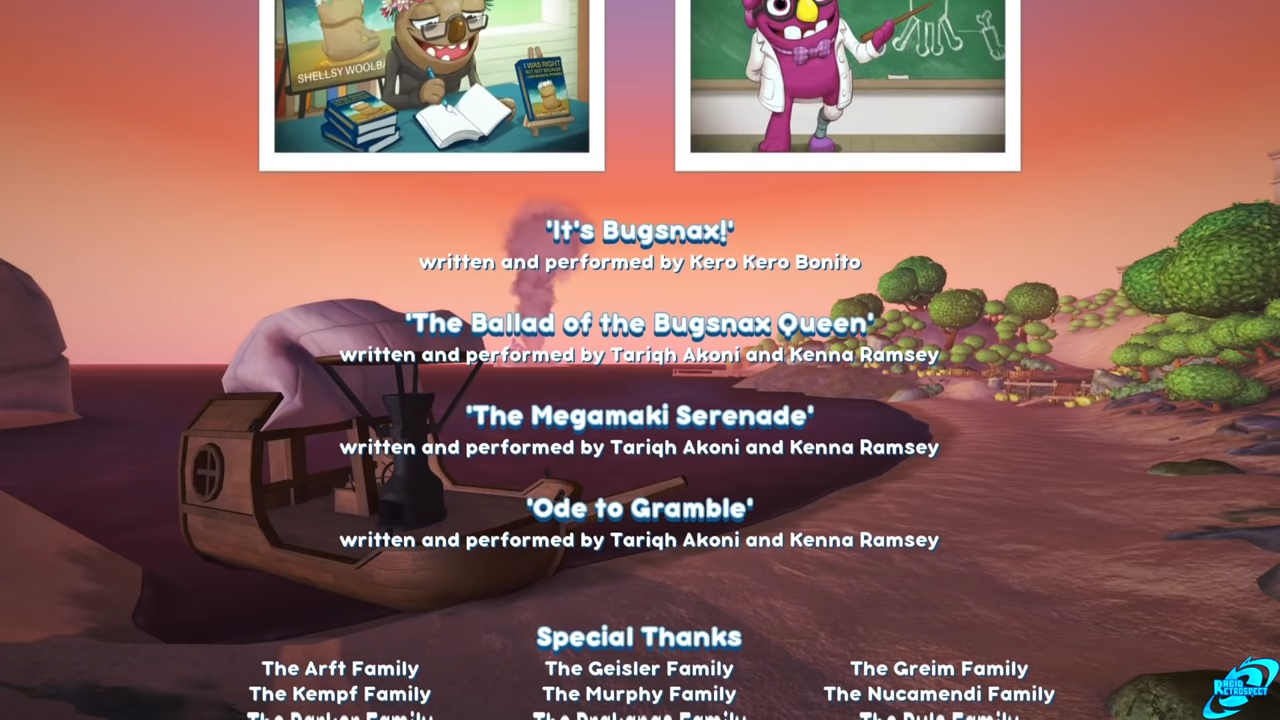 SHELLSY WOOLBA
I WAS RIGHT
'It's Bugsnax!'
written and performed by Kero Kero Bonito
'The Ballad of the Bugsnax Queen'
written and performed by Tariqh Akoni and Kenna Ramsey
'The Megamaki Serenade'
written and performed by Tariqh Akoni and Kenna Ramsey
'Ode to Gramble'
written and performed by Tariqh Akoni and Kenna Ramsey
Special Thanks
The Arft Family The Geisler Family The Greim Family
The Kempf Family The Murphy Family The Nucamendi Family
RETROSPECT